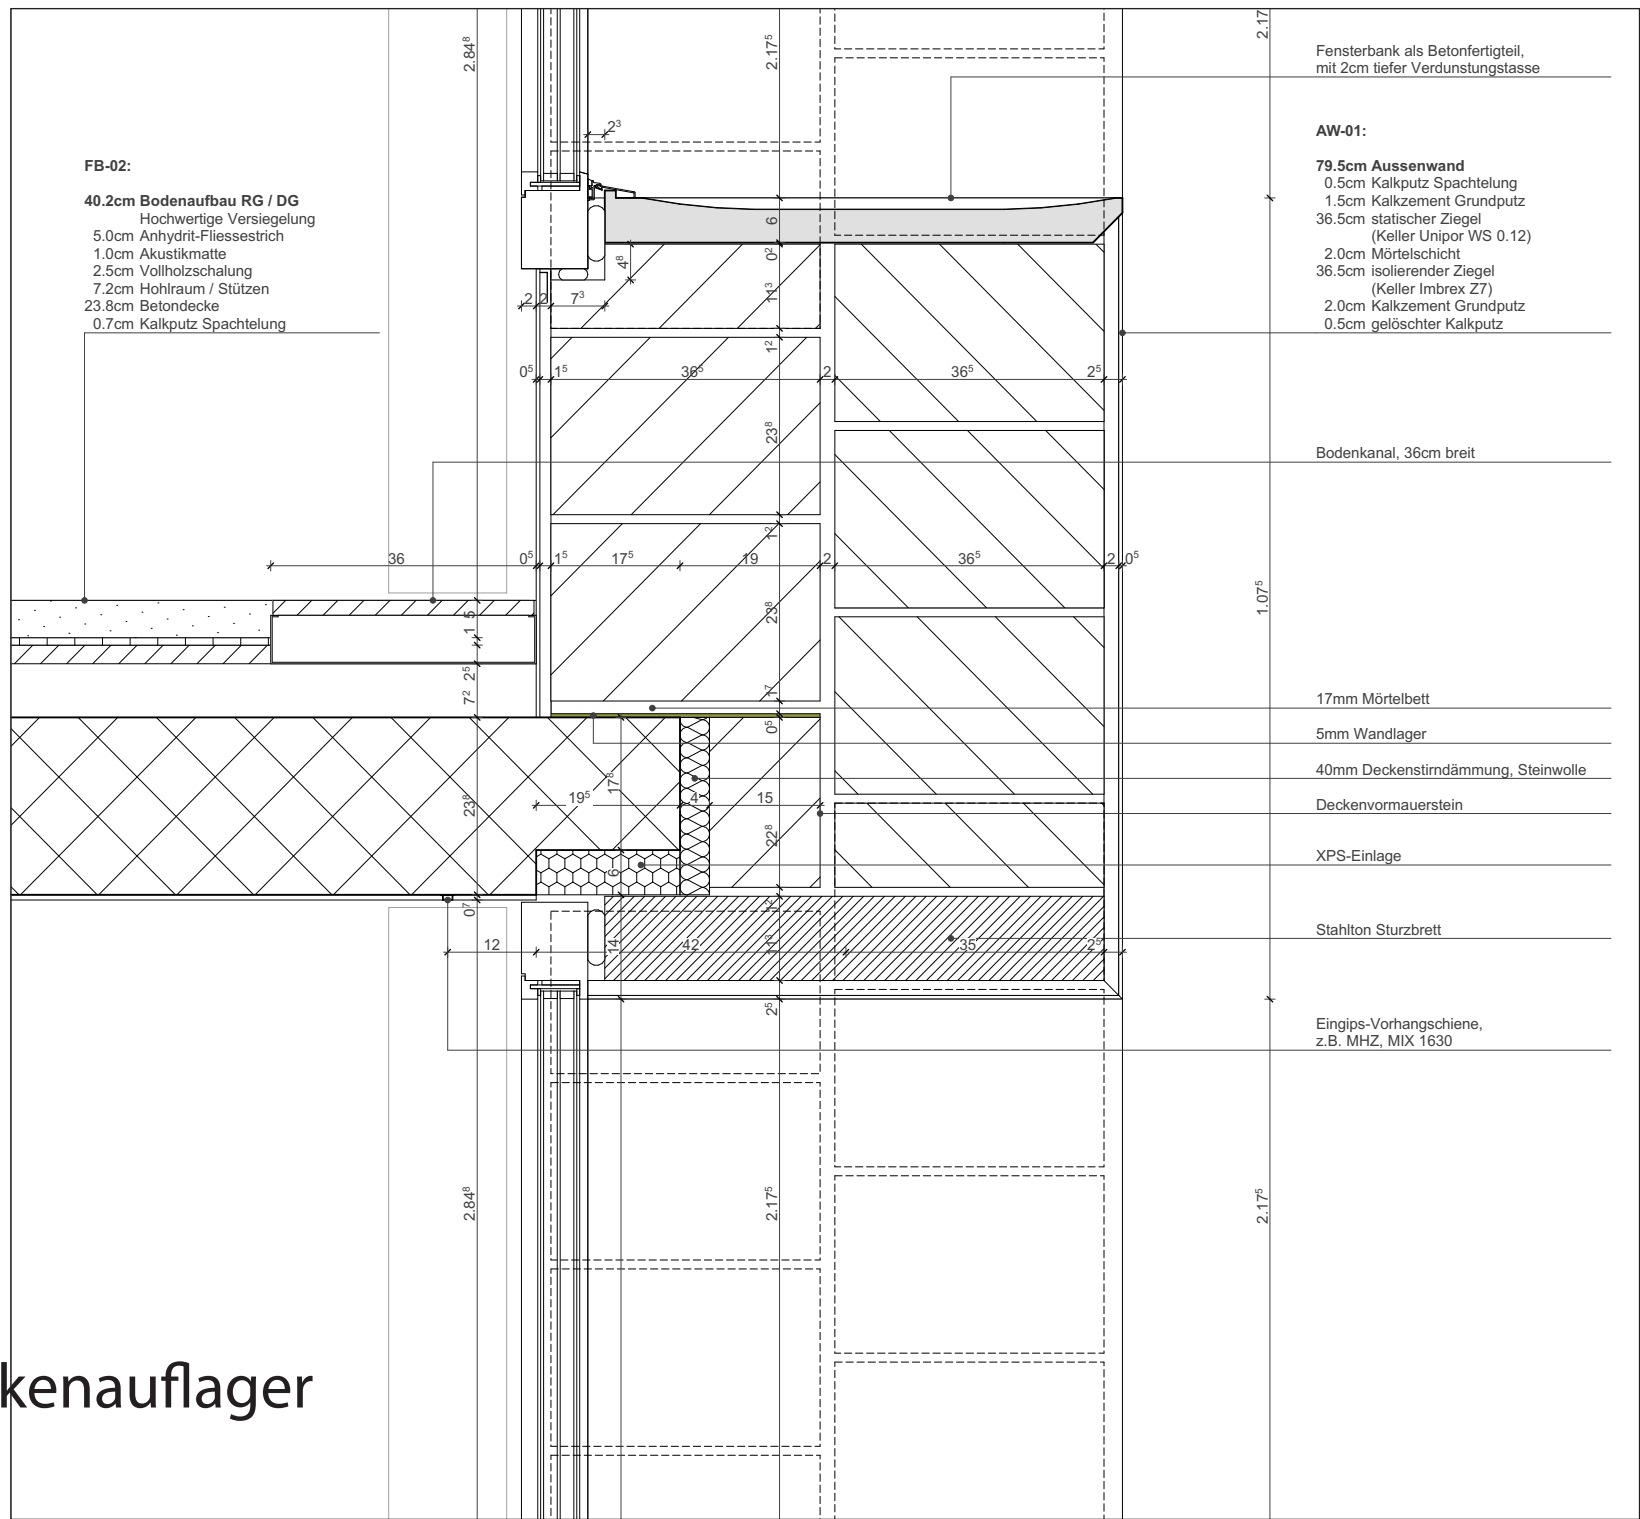 2.84⁸
2.17⁵
2.17
Fensterbank als Betonfertigteil,
mit 2cm tiefer Verdunstungstasse
2³
FB-02:
40.2cm Bodenaufbau RG / DG
Hochwertige Versiegelung
5.0cm Anhydrit-Fliessestrich
1.0cm Akustikmatte
2.5cm Vollholzschalung
7.2cm Hohlraum / Stützen
23.8cm Betondecke
0.7cm Kalkputz Spachtelung
AW-01:
79.5cm Aussenwand
0.5cm Kalkputz Spachtelung
1.5cm Kalkzement Grundputz
36.5cm statischer Ziegel
(Keller Unipor WS 0.12)
2.0cm Mörtelschicht
36.5cm isolierender Ziegel
(Keller Imbrex Z7)
2.0cm Kalkzement Grundputz
0.5cm gelöschter Kalkputz
6
0²
4⁸
11³
2 2 7³
1²
0⁵ 1⁵ 36⁵ 2 36⁵ 2⁵
23⁸
Bodenkanal, 36cm breit
1²
36 0⁵ 1⁵ 17⁵ 19 2 36⁵ 2 0⁵
1.07⁵
23⁸
5
1
2⁵
7²
1⁷
17mm Mörtelbett
0⁵
5mm Wandlager
40mm Deckenstirndämmung, Steinwolle
17⁸
19⁵ 4 15
23⁸
Deckenvormauerstein
22⁸
XPS-Einlage
6
0⁷
1²
Stahlton Sturzbrett
12 14 42 11³ 35 2⁵
2⁵
Eingips-Vorhangschiene,
z.B. MHZ, MIX 1630
2.84⁸
2.17⁵
2.17⁵
kenauflager